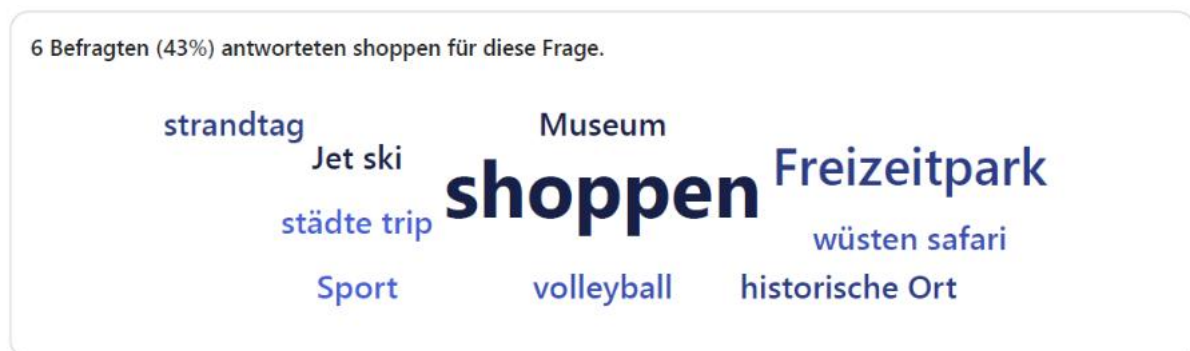 6 Befragten (43%) antworteten shoppen für diese Frage.
strandtag
Museum
Jet ski
Freizeitpark
shoppen
städte trip
wüsten safari
Sport
volleyball
historische Ort